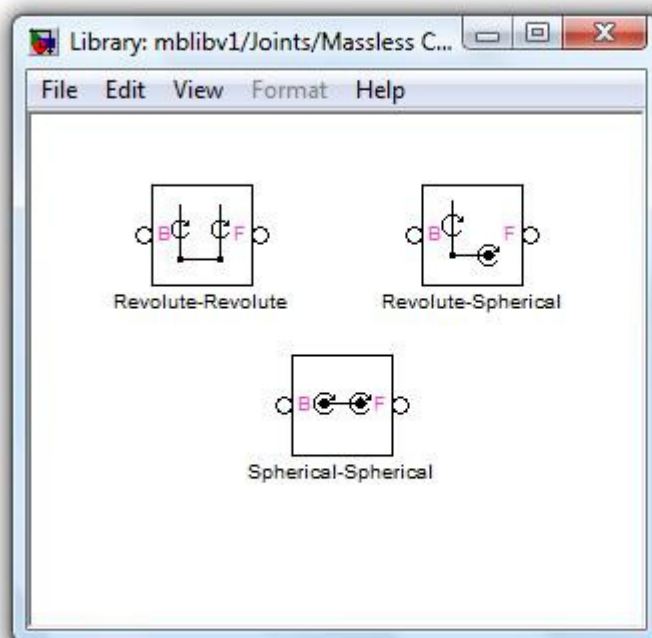 Library: mblibv1/Joints/Massless C...
File Edit View Format Help
B F B F
Revolute-Revolute Revolute-Spherical
B F
Spherical-Spherical